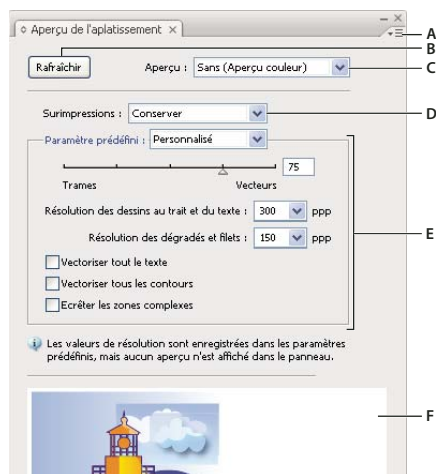 Aperçu de l'aplatissement
A
B
Rafraîchir
Aperçu : Sans (Aperçu couleur)
C
Surimpressions : Conserver
D
Paramètre prédéfini : Personnalisé
75
Trames Vecteurs
Résolution des dessins au trait et du texte : 300 ppp
Résolution des dégradés et filets : 150 ppp
E
Vectoriser tout le texte
Vectoriser tous les contours
Ecrêter les zones complexes
Les valeurs de résolution sont enregistrées dans les paramètres
prédéfinis, mais aucun aperçu n'est affiché dans le panneau.
F